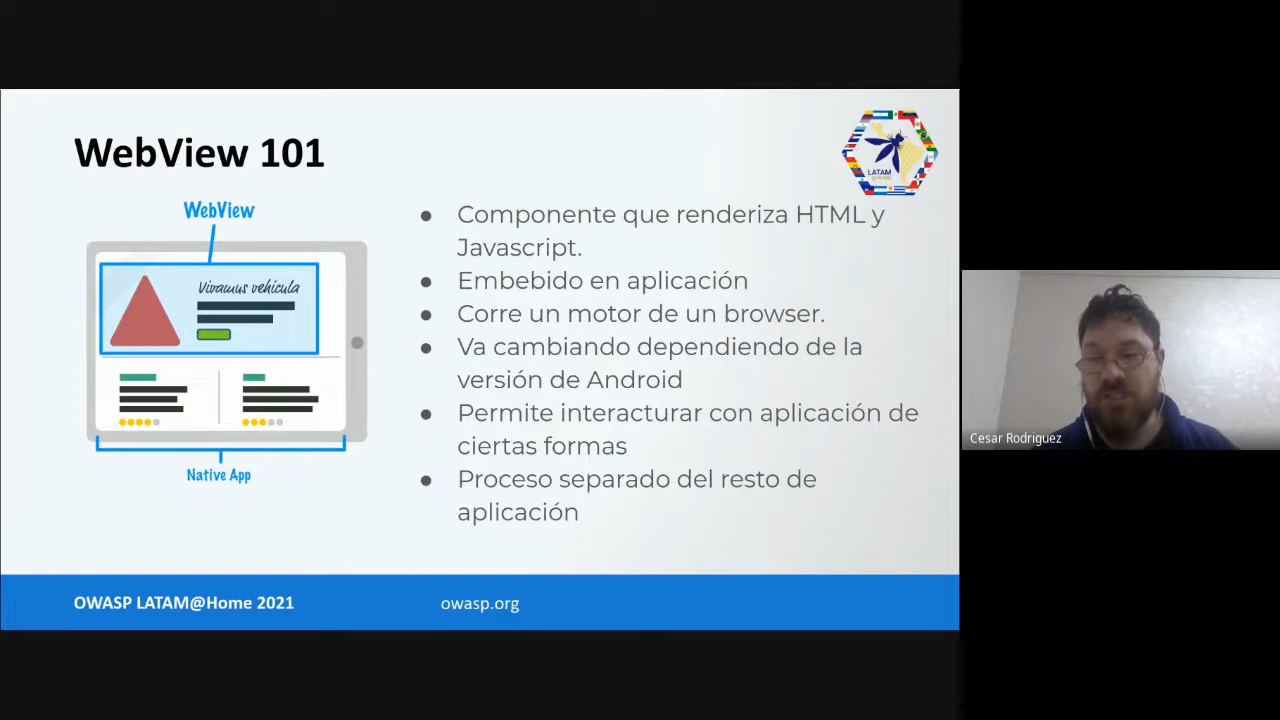 WebView 101
LATAM
@HOME
WebView
Vivamus vehicula
Native App
● Componente que renderiza HTML y
Javascript.
● Embebido en aplicación
● Corre un motor de un browser.
● Va cambiando dependiendo de la
versión de Android
● Permite interacturar con aplicación de
ciertas formas
● Proceso separado del resto de
aplicación
OWASP LATAM@Home 2021
owasp.org
Cesar Rodriguez